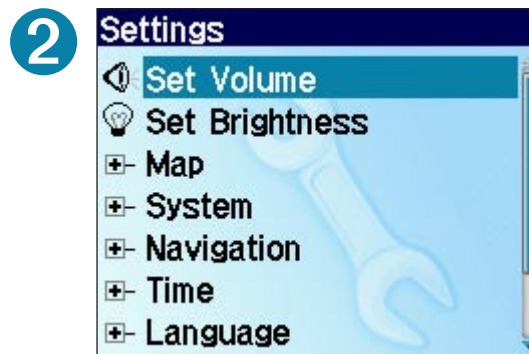 2
Settings
Set Volume
Set Brightness
Map
System
Navigation
Time
Language